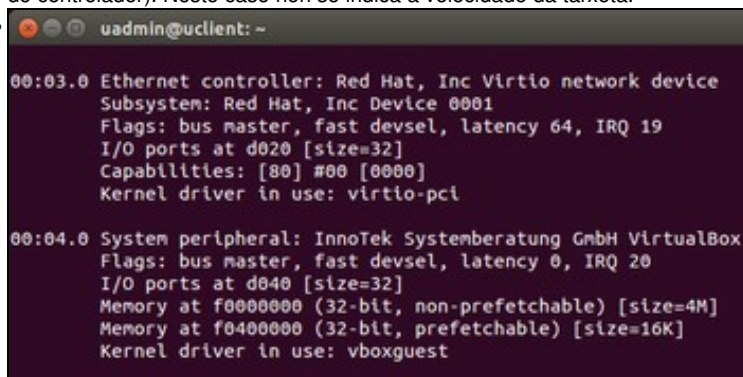 do controlador). Neste caso non se indica a velocidade da tarxeta.
uadmin@uclient: ~
00:03.0 Ethernet controller: Red Hat, Inc Virtio network device
Subsystem: Red Hat, Inc Device 0001
Flags: bus master, fast devsel, latency 64, IRQ 19
I/O ports at d020 [size=32]
Capabilities: [80] #00 [0000]
Kernel driver in use: virtio-pci
00:04.0 System peripheral: InnoTek Systemberatung GmbH VirtualBox
Flags: bus master, fast devsel, latency 0, IRQ 20
I/O ports at d040 [size=32]
Memory at f0000000 (32-bit, non-prefetchable) [size=4M]
Memory at f0400000 (32-bit, prefetchable) [size=16K]
Kernel driver in use: vboxguest